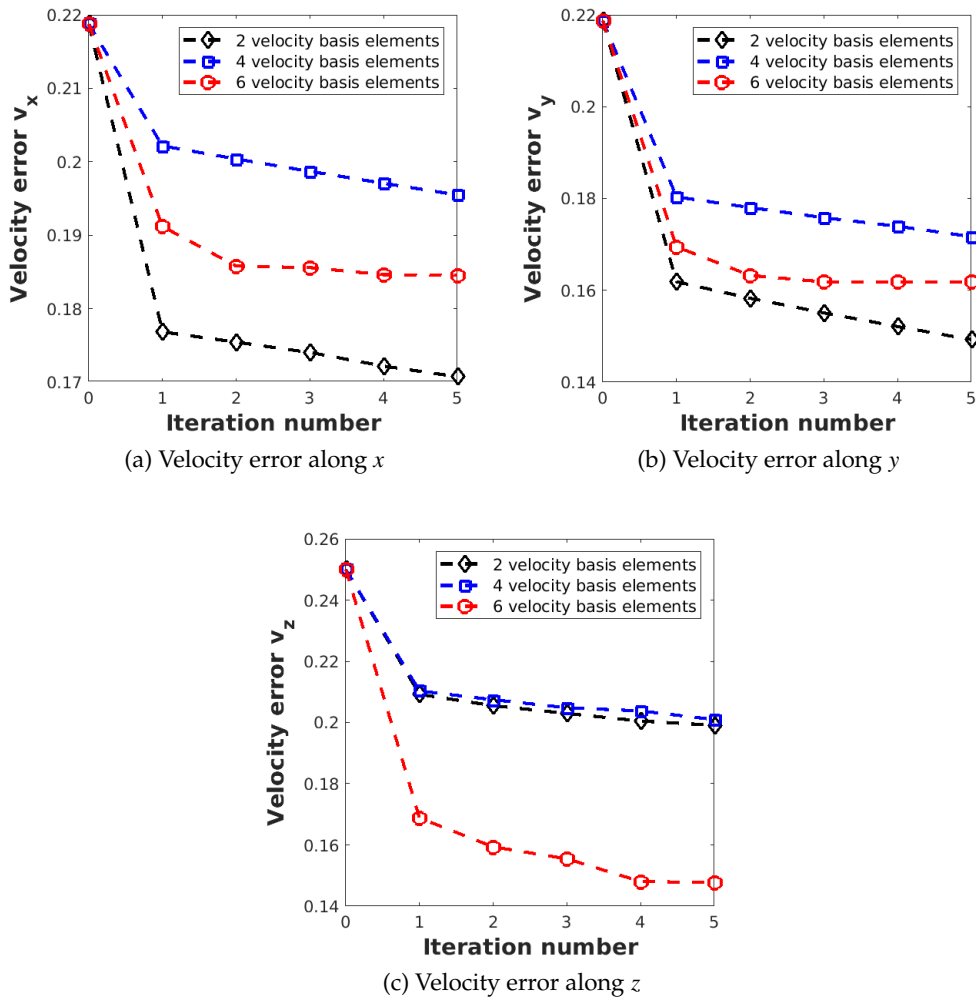 0.22
0.21
0.2
0.19
0.18
0.17
Velocity error v_x
2 velocity basis elements
4 velocity basis elements
6 velocity basis elements
0 1 2 3 4 5
Iteration number
(a) Velocity error along x
0.22
0.2
0.18
0.16
0.14
Velocity error v_y
2 velocity basis elements
4 velocity basis elements
6 velocity basis elements
0 1 2 3 4 5
Iteration number
(b) Velocity error along y
0.26
0.24
0.22
0.2
0.18
0.16
0.14
Velocity error v_z
2 velocity basis elements
4 velocity basis elements
6 velocity basis elements
0 1 2 3 4 5
Iteration number
(c) Velocity error along z